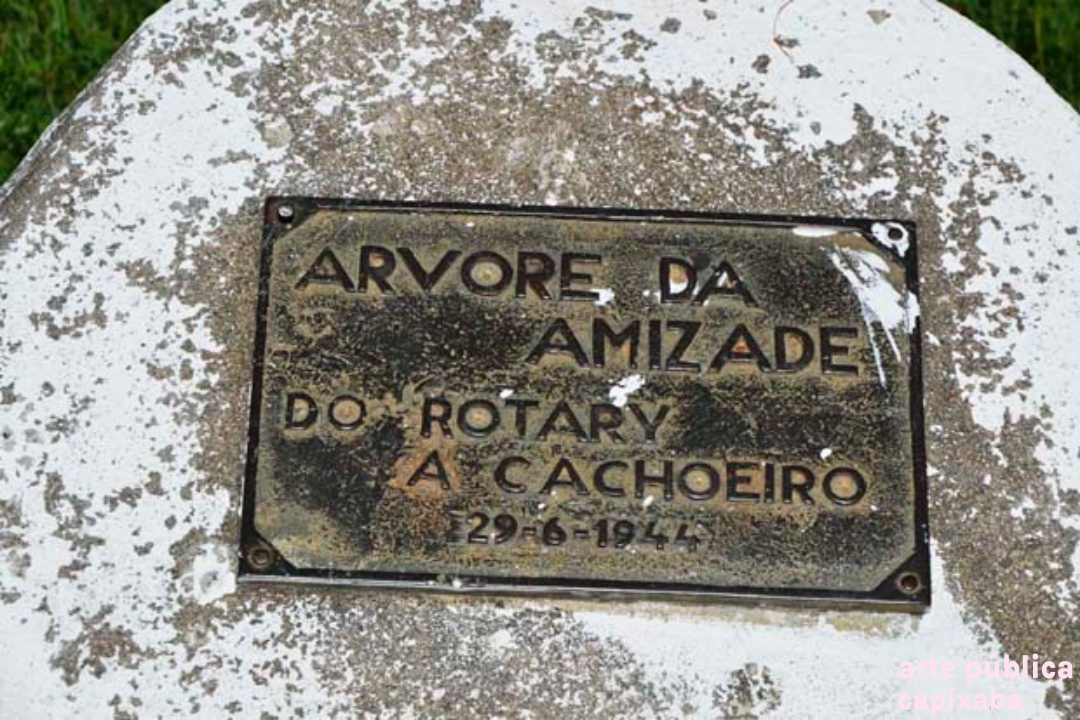 ARVORE DA
AMIZADE
DO ROTARY
A CACHOEIRO
29-6-1944
arte pública
capixaba